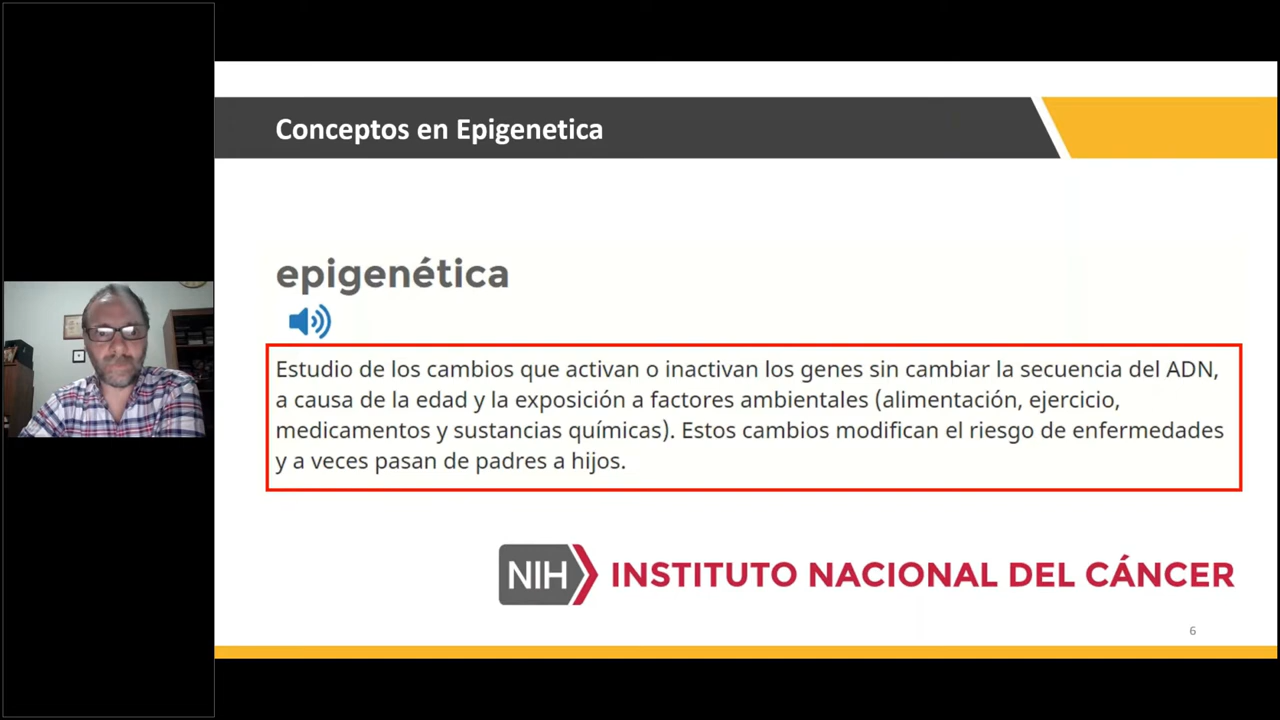 Conceptos en Epigenetica
epigenética
Estudio de los cambios que activan o inactivan los genes sin cambiar la secuencia del ADN,
a causa de la edad y la exposición a factores ambientales (alimentación, ejercicio,
medicamentos y sustancias químicas). Estos cambios modifican el riesgo de enfermedades
y a veces pasan de padres a hijos.
NIH INSTITUTO NACIONAL DEL CÁNCER
6